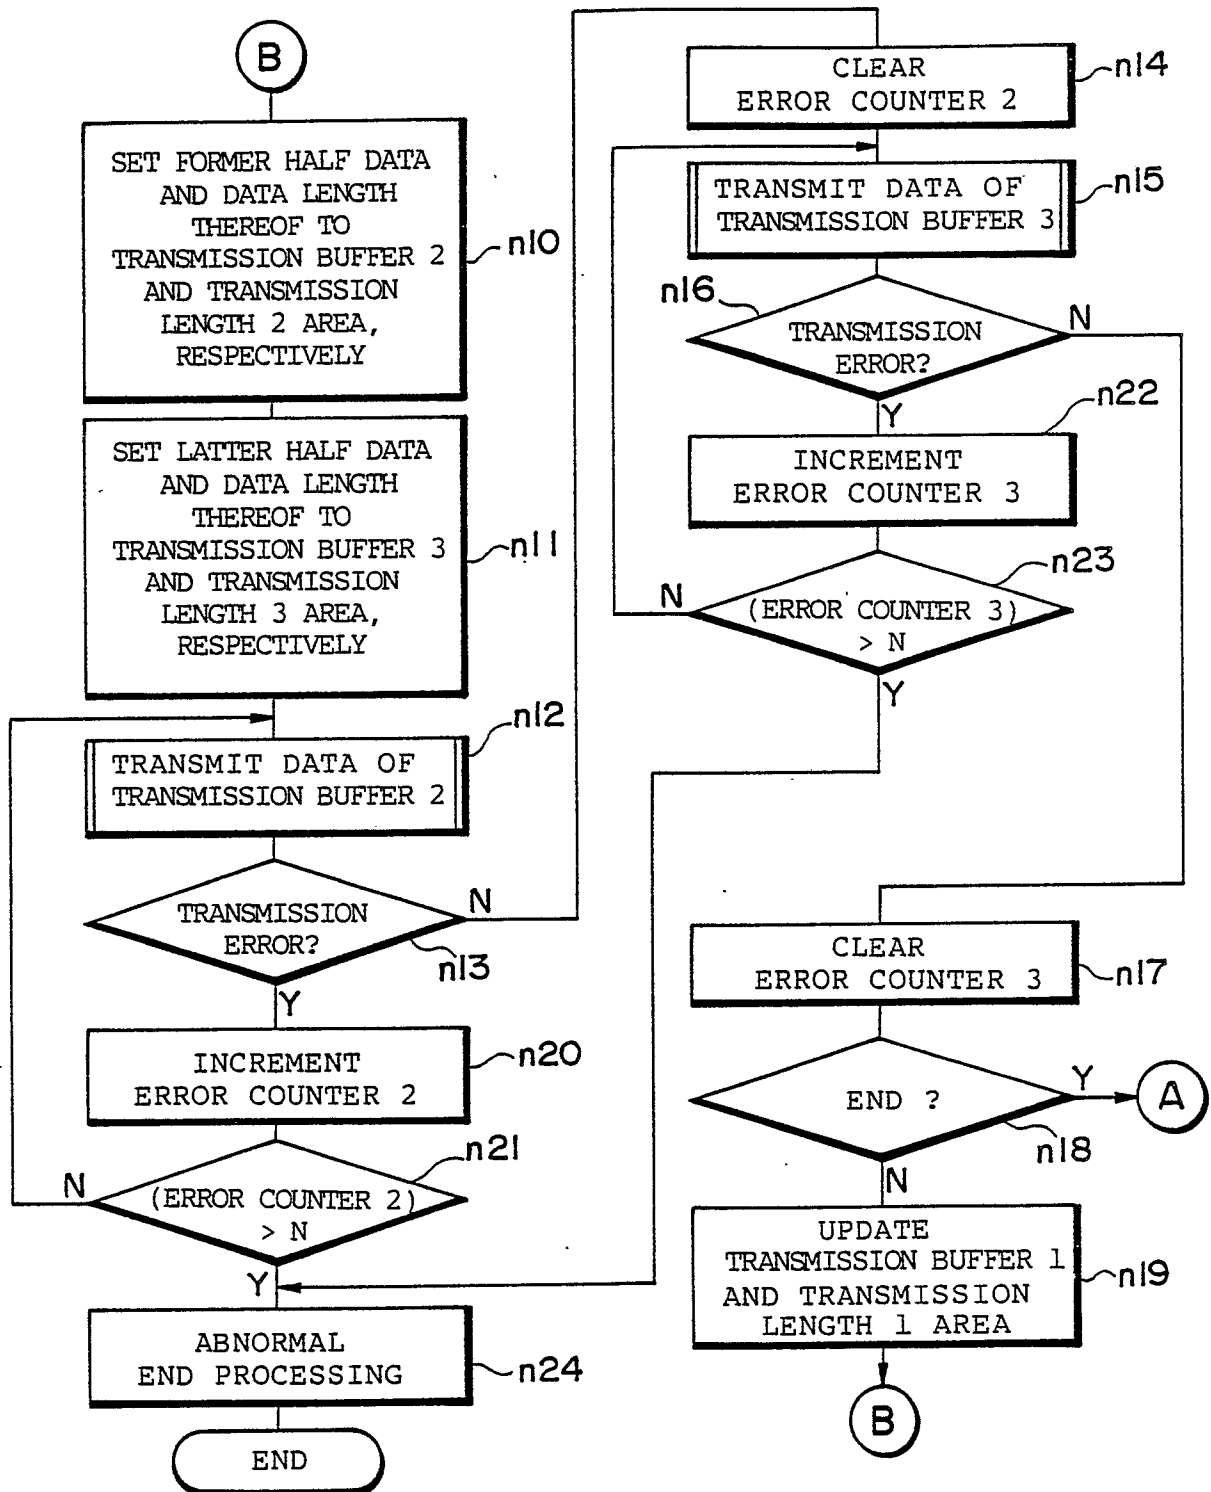 B
SET FORMER HALF DATA
AND DATA LENGTH
THEREOF TO
TRANSMISSION BUFFER 2
AND TRANSMISSION
LENGTH 2 AREA,
RESPECTIVELY
n10
SET LATTER HALF DATA
AND DATA LENGTH
THEREOF TO
TRANSMISSION BUFFER 3
AND TRANSMISSION
LENGTH 3 AREA,
RESPECTIVELY
n11
n12
TRANSMIT DATA OF
TRANSMISSION BUFFER 2
TRANSMISSION
ERROR?
N
n13
Y
INCREMENT
ERROR COUNTER 2
n20
n21
N
(ERROR COUNTER 2)
> N
Y
ABNORMAL
END PROCESSING
n24
END
CLEAR
ERROR COUNTER 2
n14
TRANSMIT DATA OF
TRANSMISSION BUFFER 3
n15
n16
TRANSMISSION
ERROR?
N
Y
n22
INCREMENT
ERROR COUNTER 3
n23
N
(ERROR COUNTER 3)
> N
Y
CLEAR
ERROR COUNTER 3
n17
END ?
Y
A
n18
N
UPDATE
TRANSMISSION BUFFER 1
AND TRANSMISSION
LENGTH 1 AREA
n19
B